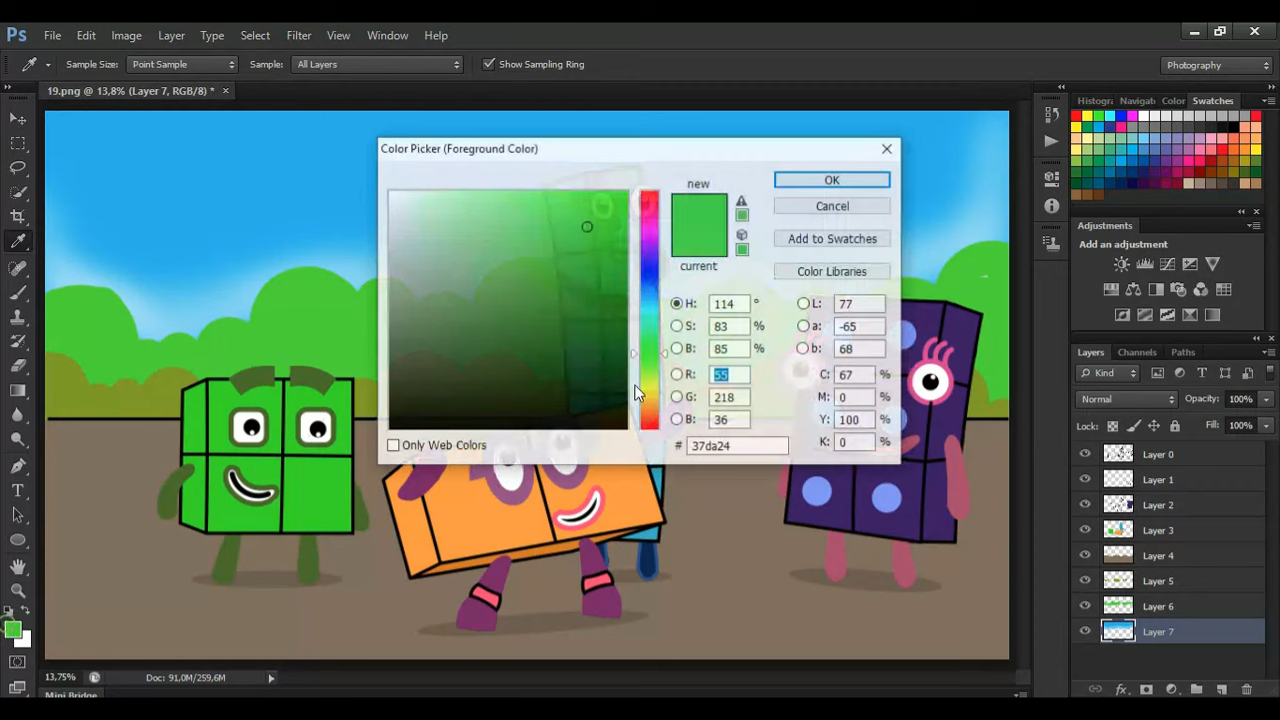 Ps File Edit Image Layer Type Select Filter View Window Help
Sample Size: Point Sample Sample: All Layers Show Sampling Ring Photography
19.png @ 13,8% (Layer 7, RGB/8) *
Histogr Navigat Color Swatches
Color Picker (Foreground Color)
new
current
OK
Cancel
Add to Swatches
Color Libraries
H: 114 ° L: 77
S: 83 % a: -65
B: 85 % b: 68
R: 55 C: 67 %
G: 218 M: 0 %
B: 36 Y: 100 %
# 37da24 K: 0 %
Only Web Colors
Adjustments
Add an adjustment
Layers Channels Paths
Kind
Normal Opacity: 100%
Lock: Fill: 100%
Layer 0
Layer 1
Layer 2
Layer 3
Layer 4
Layer 5
Layer 6
Layer 7
fx
13,75% Doc: 91,0M/259,6M
Mini Bridge